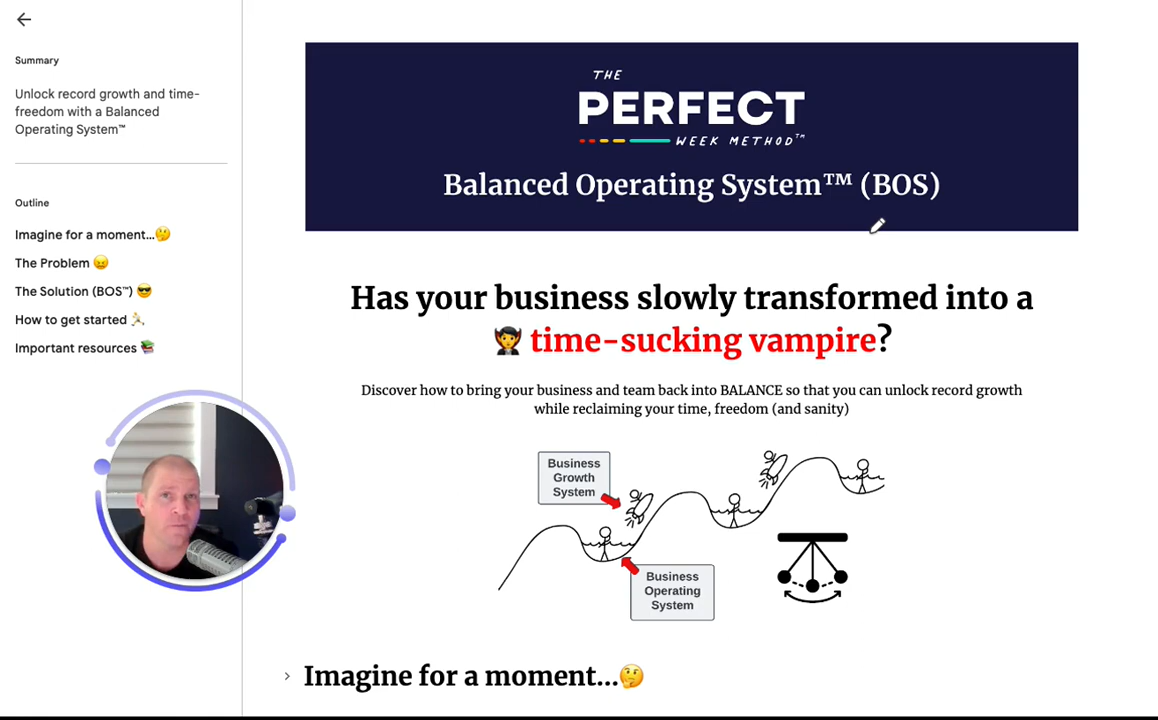 Summary
Unlock record growth and time-
freedom with a Balanced
Operating System™
Outline
Imagine for a moment...🤔
The Problem 😠
The Solution (BOS™) 😎
How to get started 🏃
Important resources 📚
THE
PERFECT
WEEK METHOD™
Balanced Operating System™ (BOS)
Has your business slowly transformed into a
🧛 time-sucking vampire?
Discover how to bring your business and team back into BALANCE so that you can unlock record growth
while reclaiming your time, freedom (and sanity)
Business
Growth
System
Business
Operating
System
Imagine for a moment...🤔